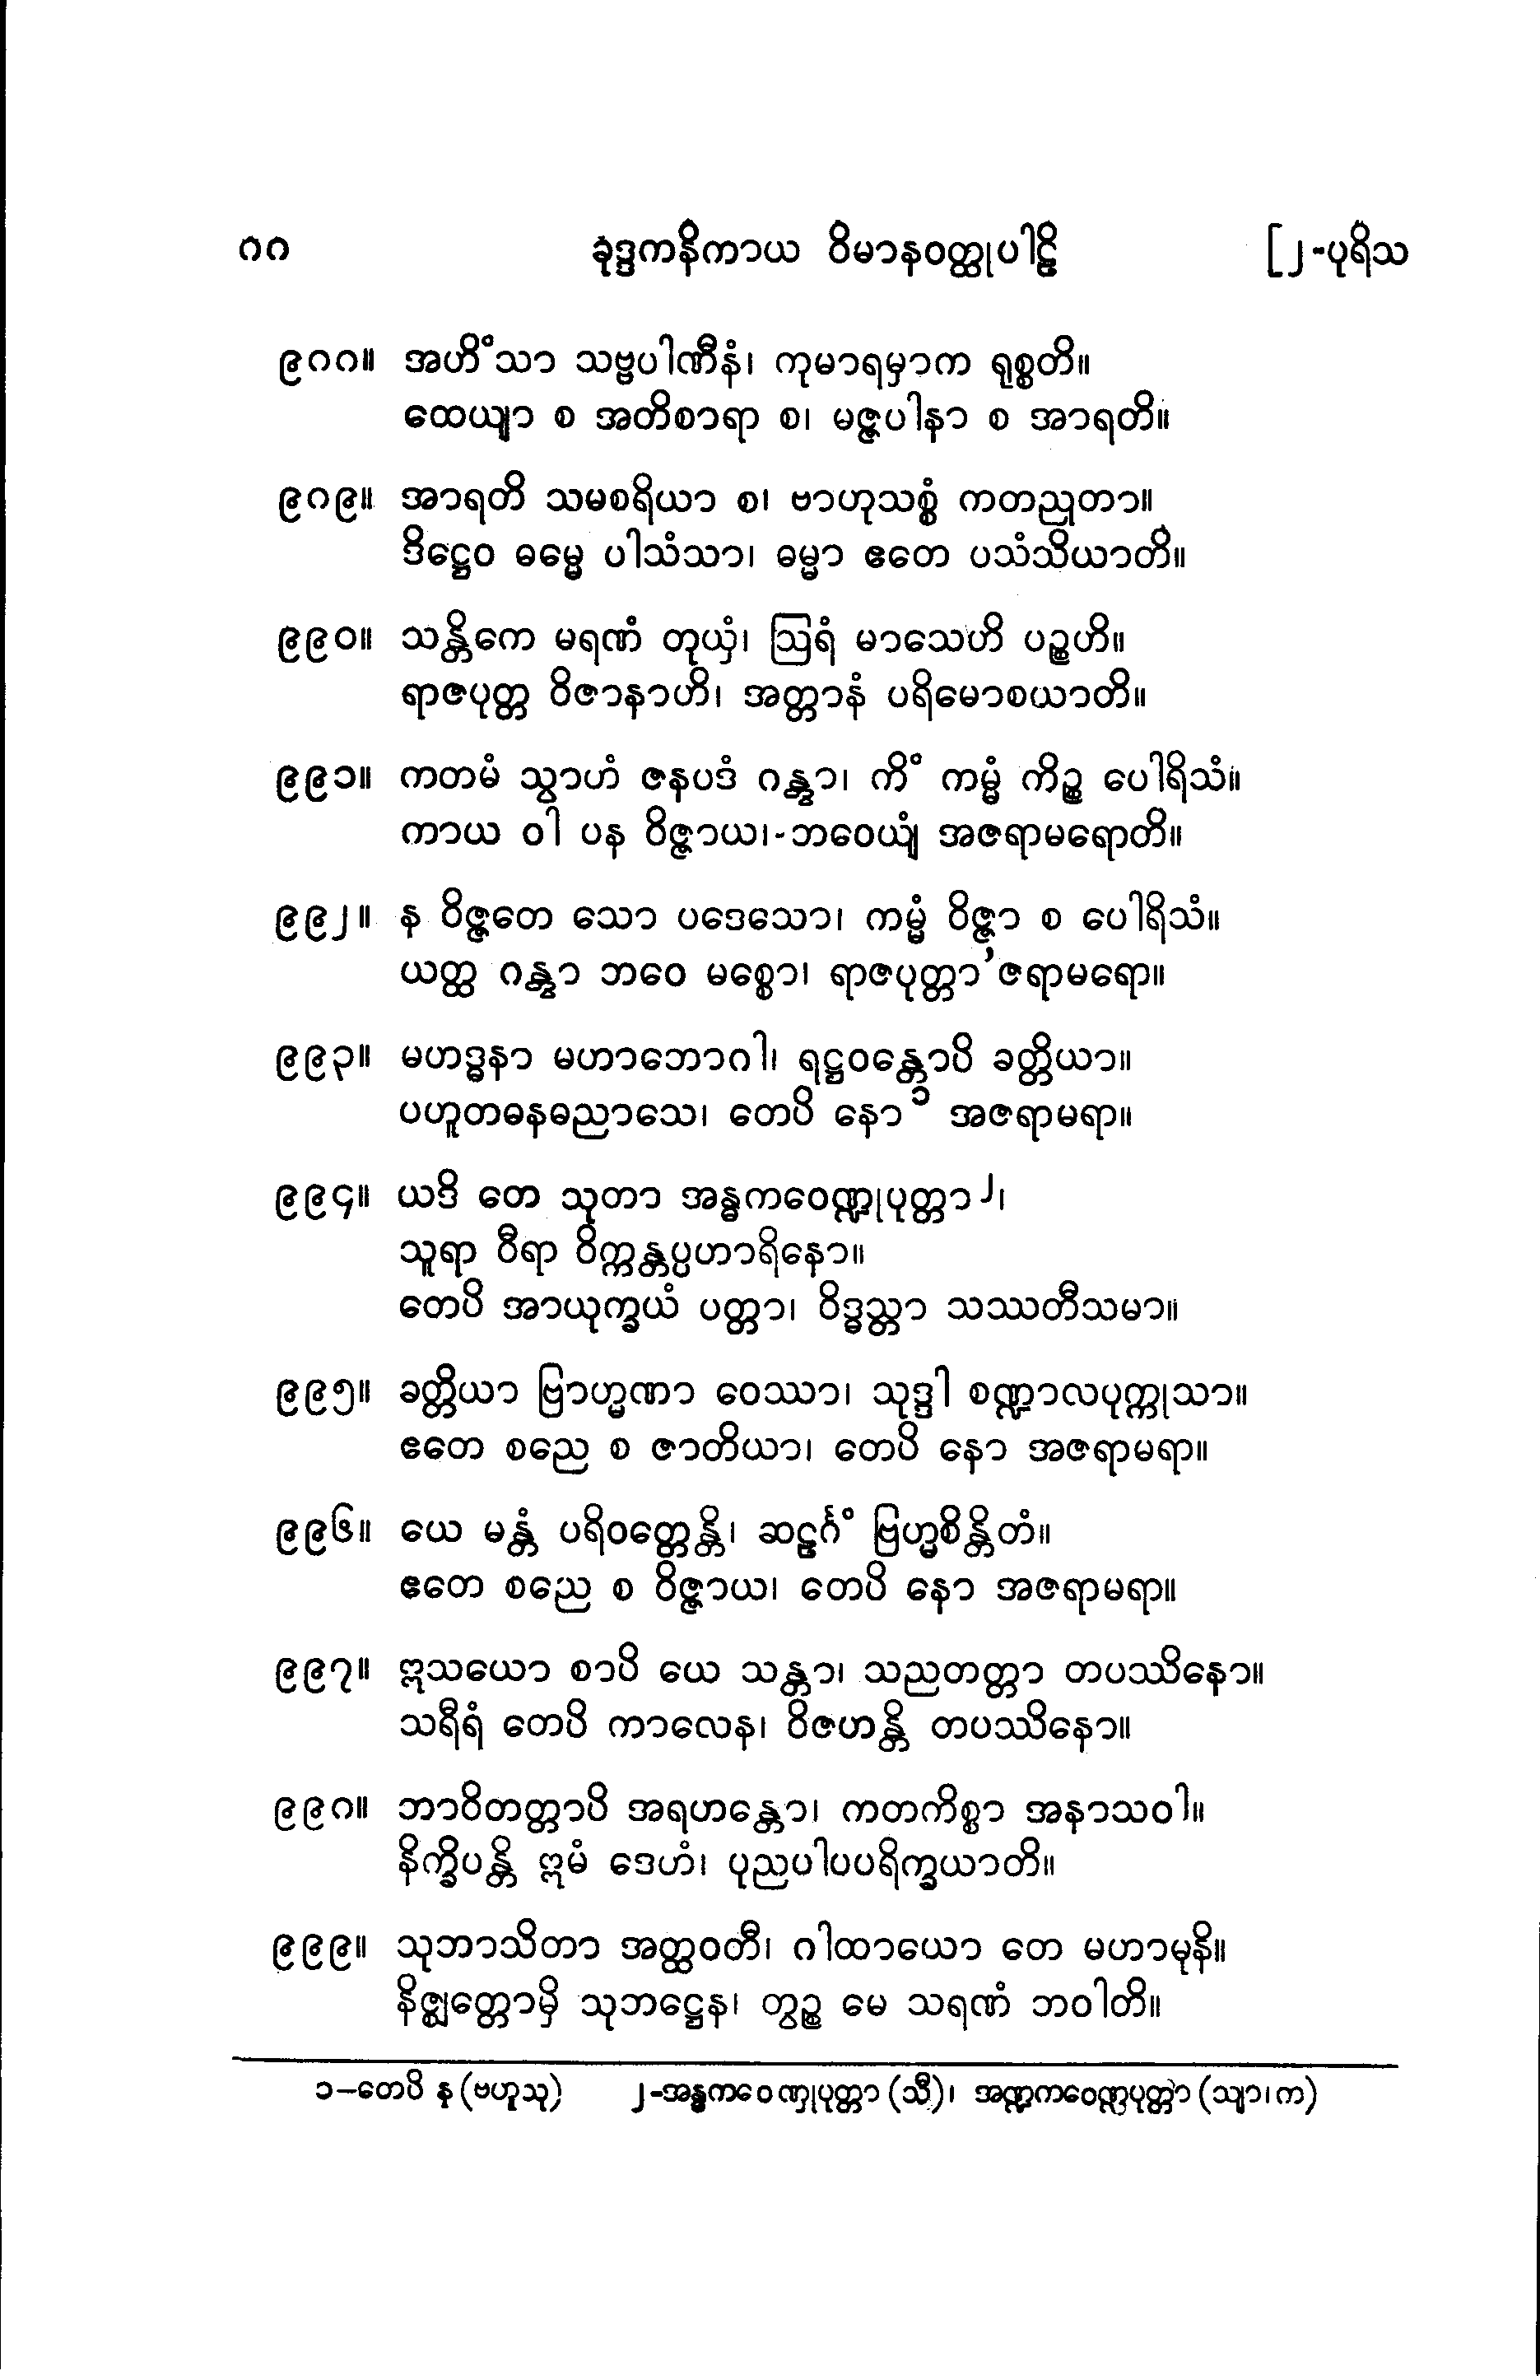 ၈၈ ခုဒ္ဒကနိကာယ ဝိမာနဝတ္ထုပါဠိ [၂-ပုရိသ
၉၈၈။ အဟိံသာ သဗ္ဗပါဏီနံ၊ ကုမာရမှာက ရုစ္စတိ။
ထေယျာ စ အတိစာရာ စ၊ မဇ္ဇပါနာ စ အာရတိ။
၉၈၉။ အာရတိ သမစရိယာ စ၊ ဗာဟုသစ္စံ ကတညုတာ။
ဒိဋ္ဌေဝ ဓမ္မေ ပါသံသာ၊ ဓမ္မာ ဧတေ ပသံသိယာတိ။
၉၉၀။ သန္တိကေ မရဏံ တုယှံ၊ ဩရံ မာသေဟိ ပဉ္စဟိ။
ရာဇပုတ္တ ဝိဇာနာဟိ၊ အတ္တာနံ ပရိမောစယာတိ။
၉၉၁။ ကတမံ သွာဟံ ဇနပဒံ ဂန္တွာ၊ ကိံ ကမ္မံ ကိဉ္စ ပေါရိသံ။
ကာယ ဝါ ပန ဝိဇ္ဇာယ၊-ဘဝေယျံ အဇရာမရောတိ။
၉၉၂။ န ဝိဇ္ဇတေ သော ပဒေသော၊ ကမ္မံ ဝိဇ္ဇာ စ ပေါရိသံ။
ယတ္ထ ဂန္တွာ ဘဝေ မစ္စော၊ ရာဇပုတ္တာ’ဇရာမရော။
၉၉၃။ မဟဒ္ဓနာ မဟာဘောဂါ၊ ရဋ္ဌဝန္တောပိ ခတ္တိယာ။
ပဟူတဓနဓညာသေ၊ တေပိ နော ၁ အဇရာမရာ။
၉၉၄။ ယဒိ တေ သုတာ အန္ဓကဝေဏ္ဍုပုတ္တာ ၂၊
သူရာ ဝီရာ ဝိက္ကန္တပ္ပဟာရိနော။
တေပိ အာယုက္ခယံ ပတ္တာ၊ ဝိဒ္ဓသ္တာ သဿတီသမာ။
၉၉၅။ ခတ္တိယာ ဗြာဟ္မဏာ ဝေဿာ၊ သုဒ္ဒါ စဏ္ဍာလပုက္ကုသာ။
ဧတေ စညေ စ ဇာတိယာ၊ တေပိ နော အဇရာမရာ။
၉၉၆။ ယေ မန္တံ ပရိဝတ္တေန္တိ၊ ဆဠင်္ဂံ ဗြဟ္မစိန္တိတံ။
ဧတေ စညေ စ ဝိဇ္ဇာယ၊ တေပိ နော အဇရာမရာ။
၉၉၇။ ဣသယော စာပိ ယေ သန္တာ၊ သညတတ္တာ တပဿိနော။
သရီရံ တေပိ ကာလေန၊ ဝိဇဟန္တိ တပဿိနော။
၉၉၈။ ဘာဝိတတ္တာပိ အရဟန္တော၊ ကတကိစ္စာ အနာသဝါ။
နိက္ခိပန္တိ ဣမံ ဒေဟံ၊ ပုညပါပပရိက္ခယာတိ။
၉၉၉။ သုဘာသိတာ အတ္ထဝတီ၊ ဂါထာယော တေ မဟာမုနိ။
နိဇ္ဈတ္တောမှိ သုဘဋ္ဌေန၊ တွဉ္စ မေ သရဏံ ဘဝါတိ။
၁–တေပိ န (ဗဟူသု) ၂-အန္ဓကဝေဏှုပုတ္တာ (သီ)၊ အဏ္ဍကဝေဏ္ဍပုတ္တာ (သျာ၊က)